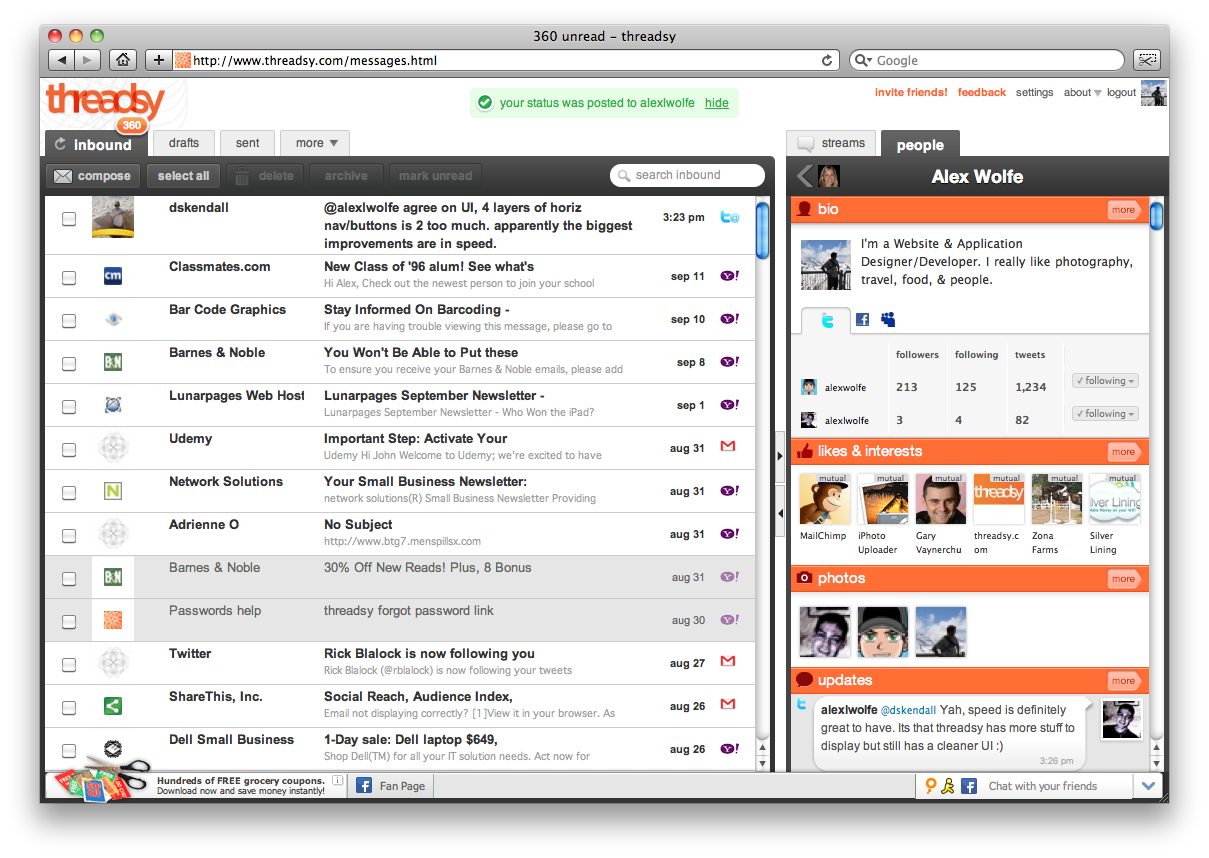 360 unread – threadsy
http://www.threadsy.com/messages.html
Google
threadsy
360
your status was posted to alexlwolfe hide
invite friends! feedback settings about logout
inbound drafts sent more
streams people
compose select all delete archive mark unread search inbound
Alex Wolfe
dskendall @alexlwolfe agree on UI, 4 layers of horiz 3:23 pm
nav/buttons is 2 too much. apparently the biggest
improvements are in speed.
Classmates.com New Class of '96 alum! See what's sep 11
Hi Alex, Check out the newest person to join your school
Bar Code Graphics Stay Informed On Barcoding - sep 10
If you are having trouble viewing this message, please go to
Barnes & Noble You Won't Be Able to Put these sep 8
To ensure you receive your Barnes & Noble emails, please add
Lunarpages Web Host Lunarpages September Newsletter - sep 1
Lunarpages September Newsletter - Who Won the iPad?
Udemy Important Step: Activate Your aug 31
Udemy Hi John Welcome to Udemy; we're excited to have
Network Solutions Your Small Business Newsletter: aug 31
network solutions(R) Small Business Newsletter Providing
Adrienne O No Subject aug 31
http://www.btg7.menspillsx.com
Barnes & Noble 30% Off New Reads! Plus, 8 Bonus aug 31
Passwords help threadsy forgot password link aug 30
Twitter Rick Blalock is now following you aug 27
Rick Blalock (@rblalock) is now following your tweets
ShareThis, Inc. Social Reach, Audience Index, aug 26
Email not displaying correctly? [1]View it in your browser. As
Dell Small Business 1-Day sale: Dell laptop $649, aug 26
Shop Dell(TM) for all your IT solution needs. Act now for
bio more
I'm a Website & Application
Designer/Developer. I really like photography,
travel, food, & people.
followers following tweets
alexwolfe 213 125 1,234 ✓ following
alexlwolfe 3 4 82 ✓ following
likes & interests more
mutual mutual mutual mutual mutual mutual
threadsy
MailChimp iPhoto Gary threadsy.c Zona Silver
Uploader Vaynerchu om Farms Lining
photos more
updates more
alexlwolfe @dskendall Yah, speed is definitely
great to have. Its that threadsy has more stuff to
display but still has a cleaner UI :)
3:26 pm
Hundreds of FREE grocery coupons.
Download now and save money instantly!
Fan Page
Chat with your friends